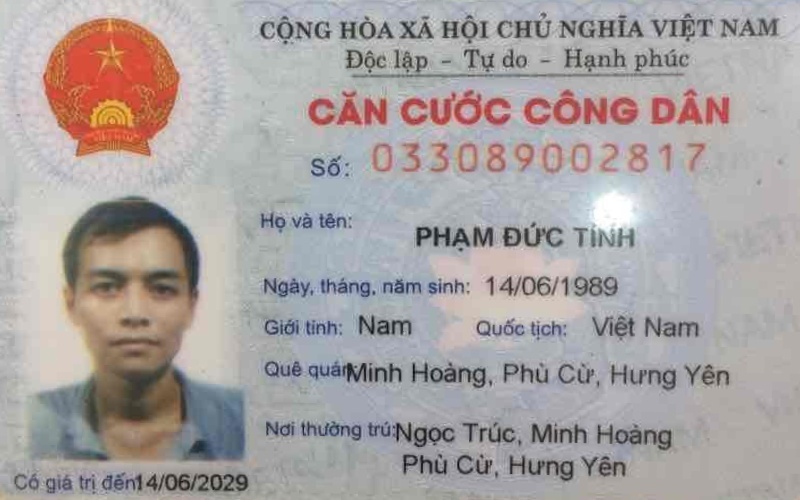 CỘNG HÒA XÃ HỘI CHỦ NGHĨA VIỆT NAM
Độc lập - Tự do - Hạnh phúc
CĂN CƯỚC CÔNG DÂN
Số: 033089002817
Họ và tên:
PHẠM ĐỨC TÍNH
Ngày, tháng, năm sinh: 14/06/1989
Giới tính: Nam Quốc tịch: Việt Nam
Quê quán Minh Hoàng, Phù Cừ, Hưng Yên
Nơi thường trú: Ngọc Trúc, Minh Hoàng
Phù Cừ, Hưng Yên
Có giá trị đến 14/06/2029